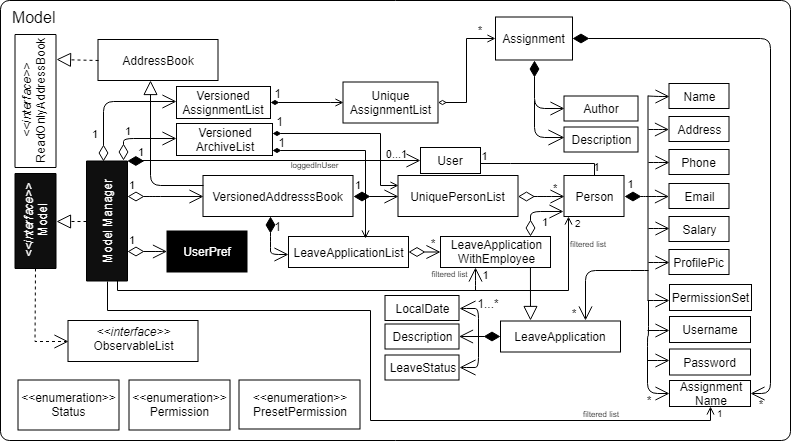 Model
<<interface>>
ReadOnlyAddressBook
AddressBook
Versioned
AssignmentList
1
1
Unique
AssignmentList
*
Assignment
Author
Description
Versioned
ArchiveList
1
1
1
loggedInUser
0...1
User
1
1
Name
Address
Phone
Email
Salary
ProfilePic
PermissionSet
Username
Password
Assignment
Name
<<interface>>
Model
ModelManager
1
VersionedAddresssBook
1
UniquePersonList
*
Person
1
1
UserPref
1
LeaveApplicationList
*
LeaveApplication
WithEmployee
1
1
2
filtered list
filtered list
1
<<interface>>
ObservableList
LocalDate
Description
LeaveStatus
1...*
LeaveApplication
*
*
*
filtered list
1
<<enumeration>>
Status
<<enumeration>>
Permission
<<enumeration>>
PresetPermission